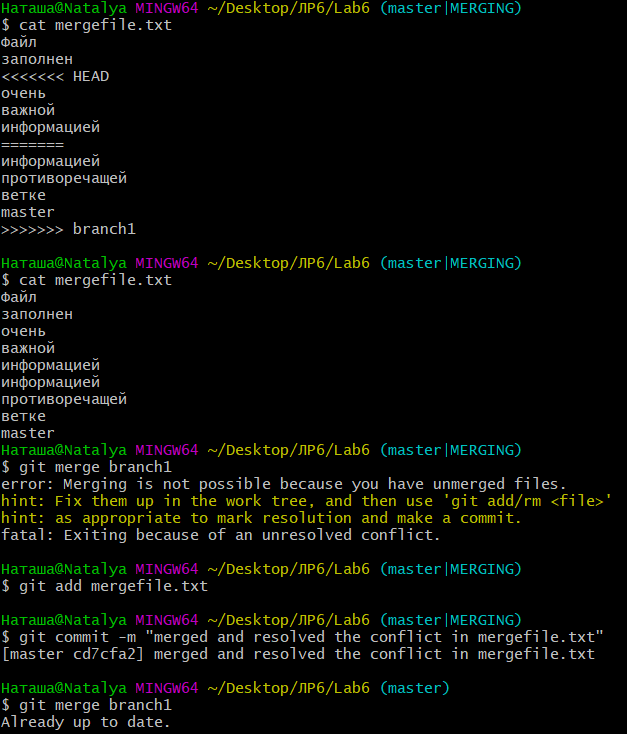 Наташа@Natalya MINGW64 ~/Desktop/ЛР6/Lab6 (master|MERGING)
$ cat mergefile.txt
Файл
заполнен
<<<<<<< HEAD
очень
важной
информацией
=======
информацией
противоречащей
ветке
master
>>>>>>> branch1
Наташа@Natalya MINGW64 ~/Desktop/ЛР6/Lab6 (master|MERGING)
$ cat mergefile.txt
Файл
заполнен
очень
важной
информацией
информацией
противоречащей
ветке
master
Наташа@Natalya MINGW64 ~/Desktop/ЛР6/Lab6 (master|MERGING)
$ git merge branch1
error: Merging is not possible because you have unmerged files.
hint: Fix them up in the work tree, and then use 'git add/rm <file>'
hint: as appropriate to mark resolution and make a commit.
fatal: Exiting because of an unresolved conflict.
Наташа@Natalya MINGW64 ~/Desktop/ЛР6/Lab6 (master|MERGING)
$ git add mergefile.txt
Наташа@Natalya MINGW64 ~/Desktop/ЛР6/Lab6 (master|MERGING)
$ git commit -m "merged and resolved the conflict in mergefile.txt"
[master cd7cfa2] merged and resolved the conflict in mergefile.txt
Наташа@Natalya MINGW64 ~/Desktop/ЛР6/Lab6 (master)
$ git merge branch1
Already up to date.